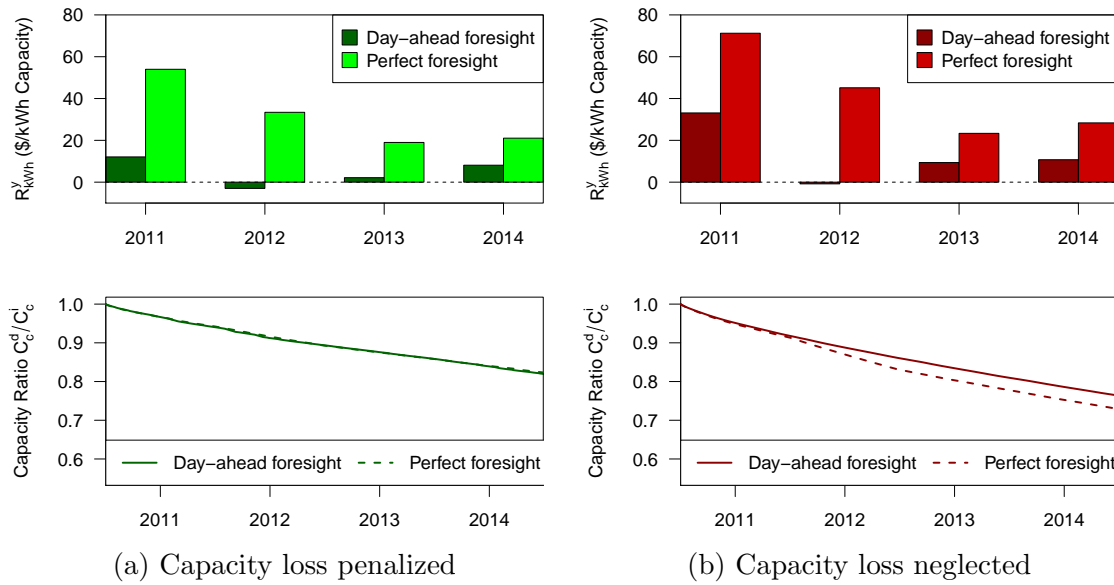 R^y_kWh ($/kWh Capacity)
80
60
40
20
0
Day−ahead foresight
Perfect foresight
2011 2012 2013 2014
Capacity Ratio C^d_c/C^i_c
1.0
0.9
0.8
0.7
0.6
Day−ahead foresight Perfect foresight
2011 2012 2013 2014
(a) Capacity loss penalized
R^y_kWh ($/kWh Capacity)
80
60
40
20
0
Day−ahead foresight
Perfect foresight
2011 2012 2013 2014
Capacity Ratio C^d_c/C^i_c
1.0
0.9
0.8
0.7
0.6
Day−ahead foresight Perfect foresight
2011 2012 2013 2014
(b) Capacity loss neglected